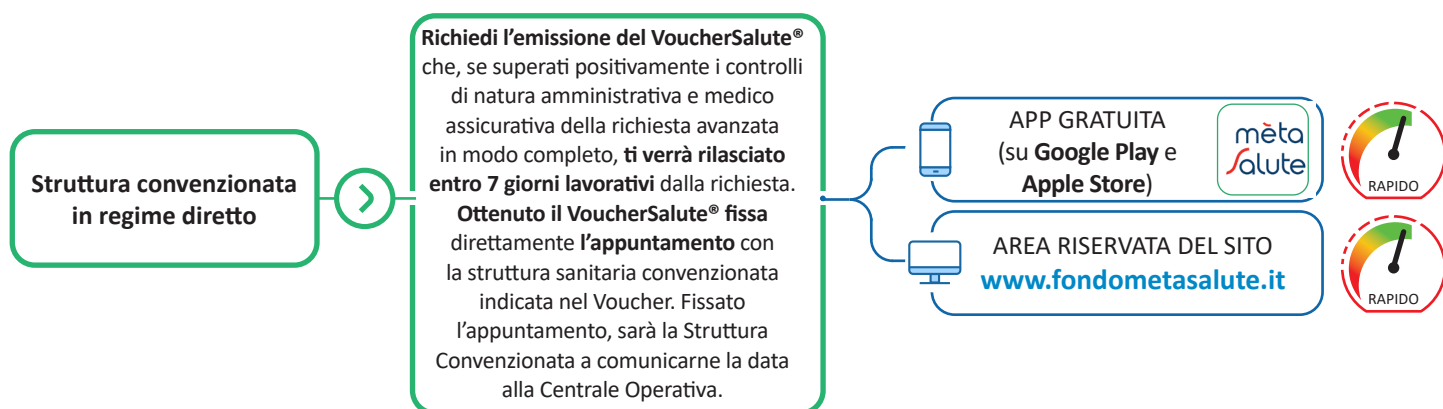 Struttura convenzionata
in regime diretto
Richiedi l’emissione del VoucherSalute®
che, se superati positivamente i controlli
di natura amministrativa e medico
assicurativa della richiesta avanzata
in modo completo, ti verrà rilasciato
entro 7 giorni lavorativi dalla richiesta.
Ottenuto il VoucherSalute® fissa
direttamente l’appuntamento con
la struttura sanitaria convenzionata
indicata nel Voucher. Fissato
l’appuntamento, sarà la Struttura
Convenzionata a comunicarne la data
alla Centrale Operativa.
APP GRATUITA
(su Google Play e
Apple Store)
mèta
Salute
RAPIDO
AREA RISERVATA DEL SITO
www.fondometasalute.it
RAPIDO